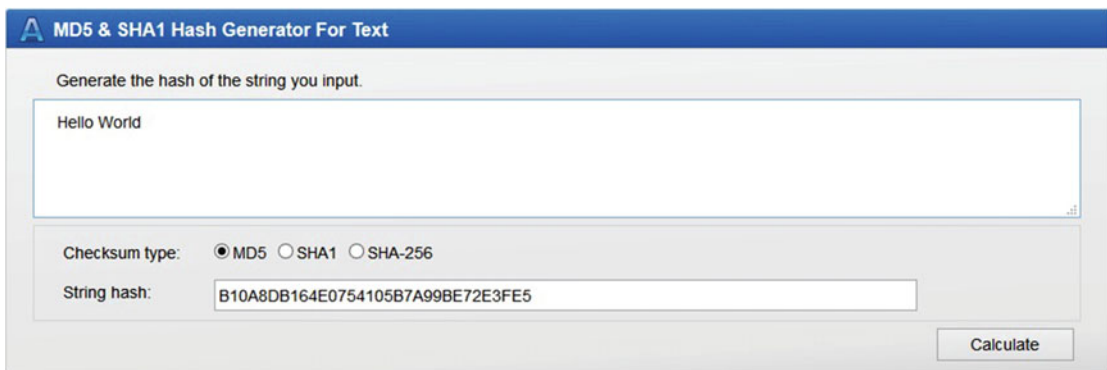 MD5 & SHA1 Hash Generator For Text
Generate the hash of the string you input.
Hello World
Checksum type: MD5 SHA1 SHA-256
String hash: B10A8DB164E0754105B7A99BE72E3FE5
Calculate